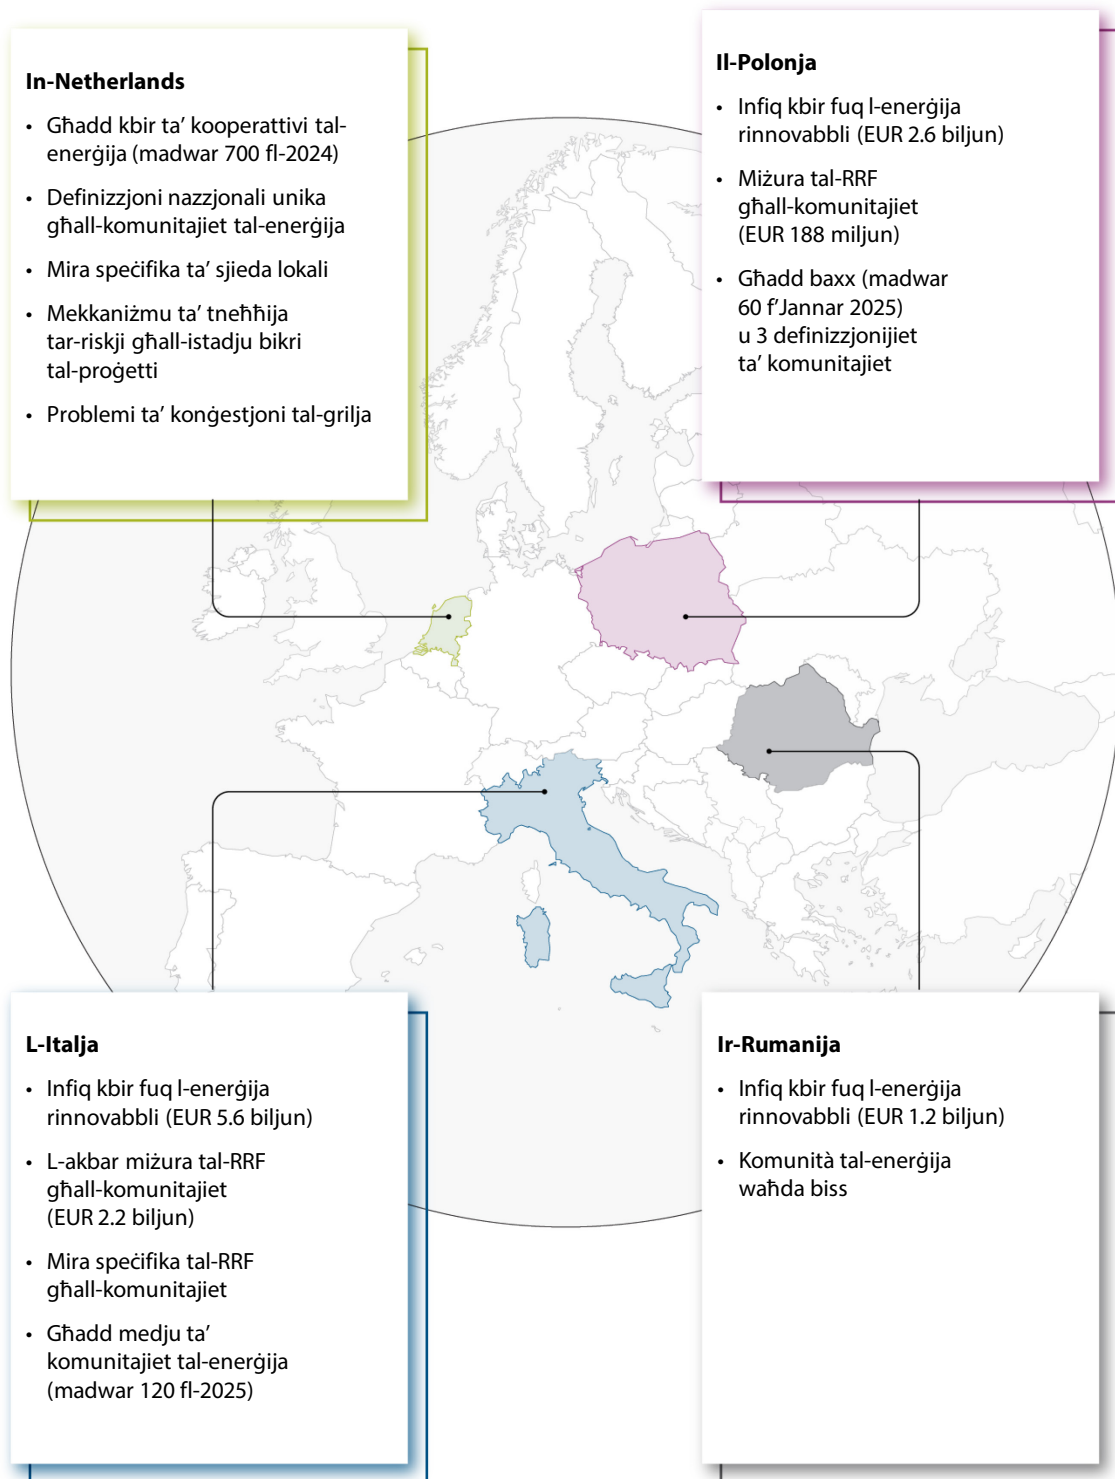 In-Netherlands
• Għadd kbir ta’ kooperattivi tal-
enerġija (madwar 700 fl-2024)
• Definizzjoni nazzjonali unika
għall-komunitajiet tal-enerġija
• Mira speċifika ta’ sjieda lokali
• Mekkaniżmu ta’ tneħħija
tar-riskji għall-istadju bikri
tal-proġetti
• Problemi ta’ konġestjoni tal-grilja
Il-Polonja
• Infiq kbir fuq l-enerġija
rinnovabbli (EUR 2.6 biljun)
• Miżura tal-RRF
għall-komunitajiet
(EUR 188 miljun)
• Għadd baxx (madwar
60 f’Jannar 2025)
u 3 definizzjonijiet
ta’ komunitajiet
L-Italja
• Infiq kbir fuq l-enerġija
rinnovabbli (EUR 5.6 biljun)
• L-akbar miżura tal-RRF
għall-komunitajiet
(EUR 2.2 biljun)
• Mira speċifika tal-RRF
għall-komunitajiet
• Għadd medju ta’
komunitajiet tal-enerġija
(madwar 120 fl-2025)
Ir-Rumanija
• Infiq kbir fuq l-enerġija
rinnovabbli (EUR 1.2 biljun)
• Komunità tal-enerġija
waħda biss